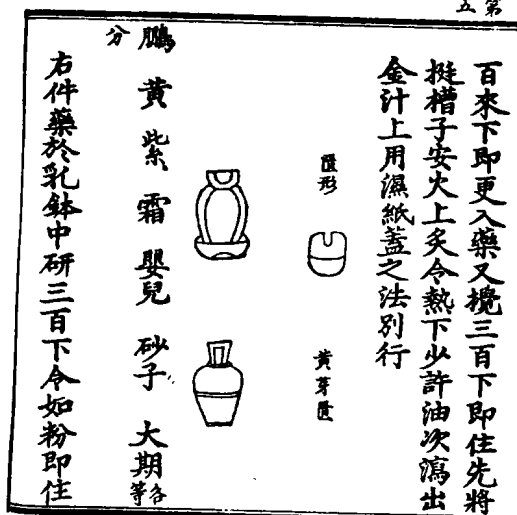 第
五
百來下即更入藥又攪三百下即住先將
挺槽子安火上炙令熱下少許油次瀉出
金汁上用濕紙蓋之法別行
匱形
黃芽匱
鵬黃 紫霜 嬰兒 砂子 大期各等
分
右件藥於乳鉢中研三百下令如粉即住